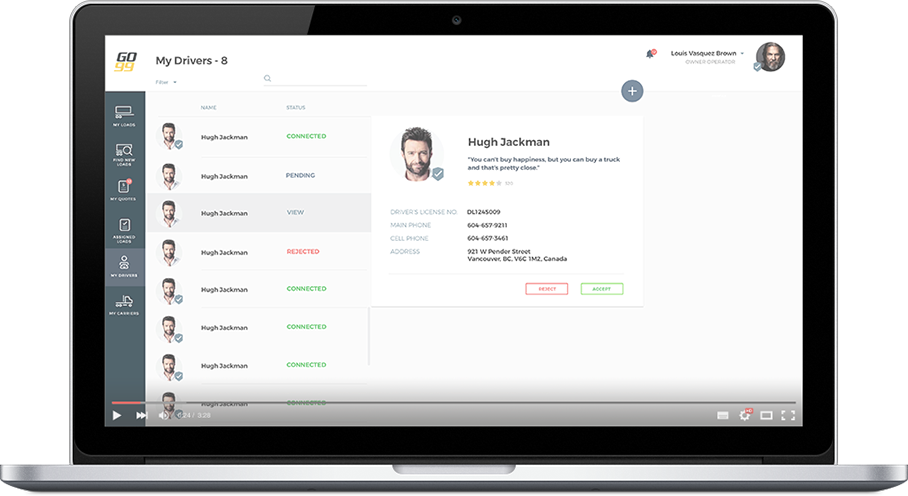 GO
99
My Drivers - 8
Filter
Louis Vasquez Brown
OWNER-OPERATOR
MY LOADS
FIND NEW
LOADS
MY QUOTES
ASSIGNED
LOADS
MY DRIVERS
MY CARRIERS
NAME STATUS
Hugh Jackman CONNECTED
Hugh Jackman PENDING
Hugh Jackman VIEW
Hugh Jackman REJECTED
Hugh Jackman CONNECTED
Hugh Jackman CONNECTED
Hugh Jackman CONNECTED
Hugh Jackman CONNECTED
Hugh Jackman
"You can't buy happiness, but you can buy a truck
and that's pretty close."
DRIVER'S LICENSE NO. DL1245009
MAIN PHONE 604-657-9211
CELL PHONE 604-657-3461
ADDRESS 921 W Pender Street
Vancouver, BC, V6C 1M2, Canada
REJECT ACCEPT
/ 3:28
HD